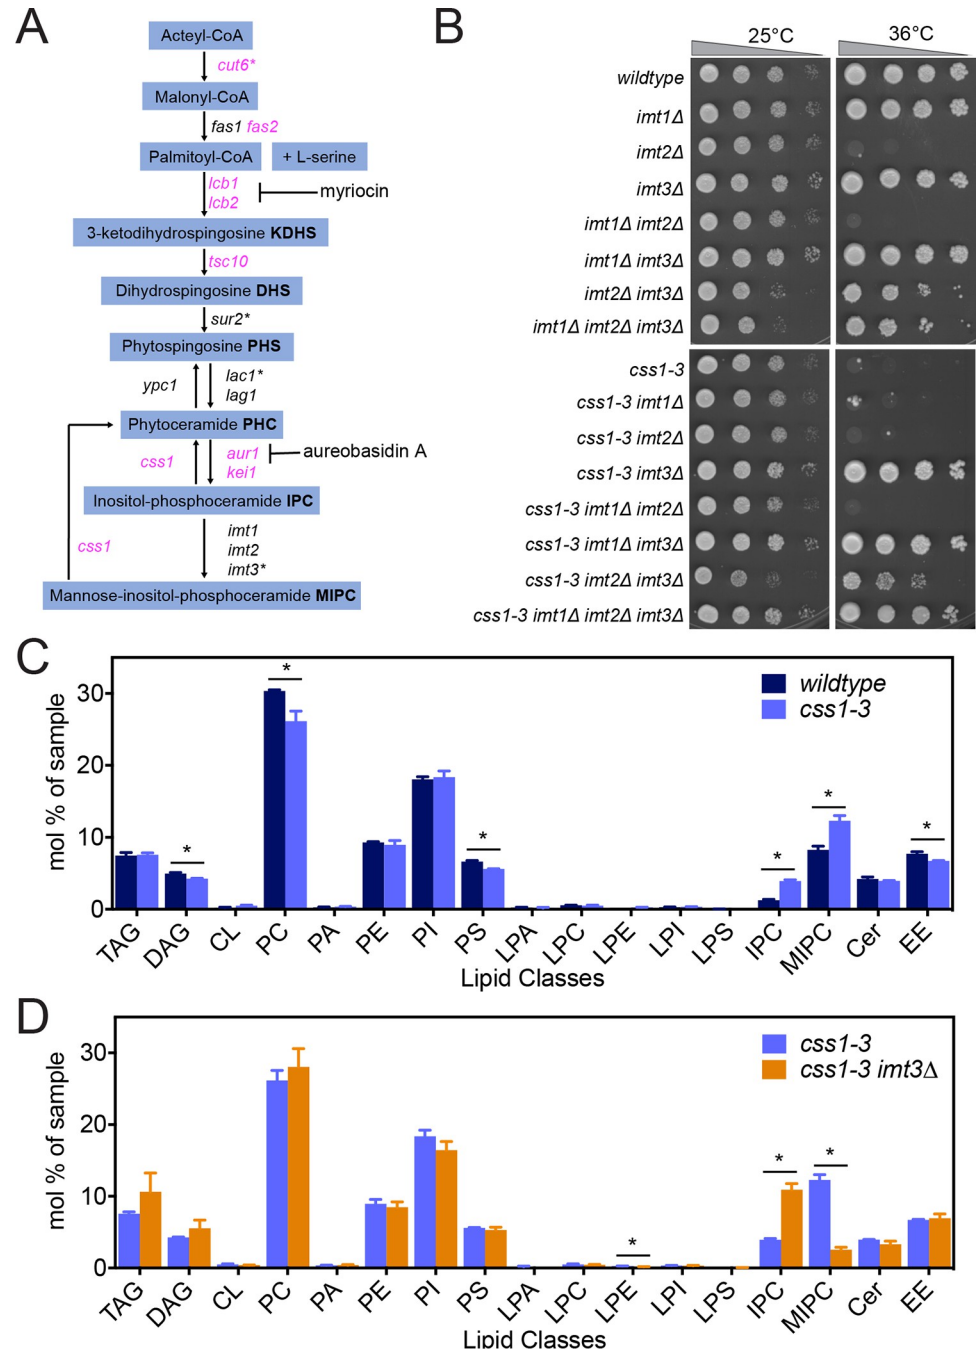 A
Acteyl-CoA
cut6*
Malonyl-CoA
fas1 fas2
Palmitoyl-CoA + L-serine
lcb1
lcb2
myriocin
3-ketodihydrospingosine KDHS
tsc10
Dihydrospingosine DHS
sur2*
Phytospingosine PHS
ypc1
lac1*
lag1
Phytoceramide PHC
css1
aur1
kei1
aureobasidin A
Inositol-phosphoceramide IPC
css1
imt1
imt2
imt3*
Mannose-inositol-phosphoceramide MIPC
B
25°C 36°C
wildtype
imt1Δ
imt2Δ
imt3Δ
imt1Δ imt2Δ
imt1Δ imt3Δ
imt2Δ imt3Δ
imt1Δ imt2Δ imt3Δ
css1-3
css1-3 imt1Δ
css1-3 imt2Δ
css1-3 imt3Δ
css1-3 imt1Δ imt2Δ
css1-3 imt1Δ imt3Δ
css1-3 imt2Δ imt3Δ
css1-3 imt1Δ imt2Δ imt3Δ
C
mol % of sample
30
20
10
0
* * * * * *
wildtype
css1-3
TAG DAG CL PC PA PE PI PS LPA LPC LPE LPI LPS IPC MIPC Cer EE
Lipid Classes
D
mol % of sample
30
20
10
0
* * *
css1-3
css1-3 imt3Δ
TAG DAG CL PC PA PE PI PS LPA LPC LPE LPI LPS IPC MIPC Cer EE
Lipid Classes